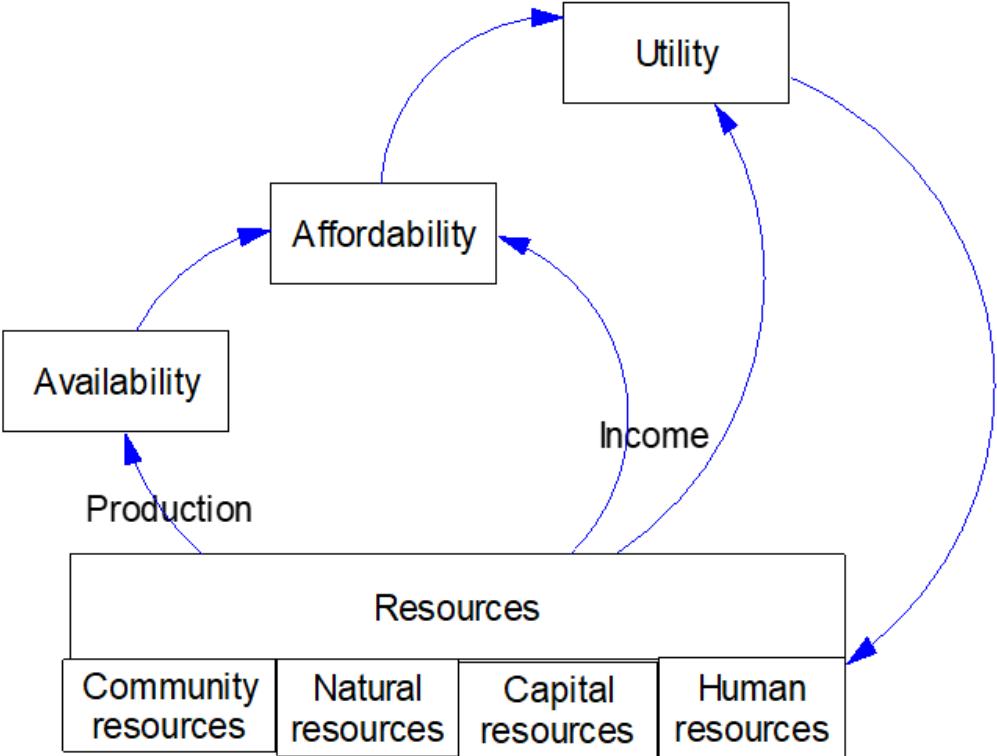 Utility
Affordability
Availability
Income
Production
Resources
Community
resources
Natural
resources
Capital
resources
Human
resources